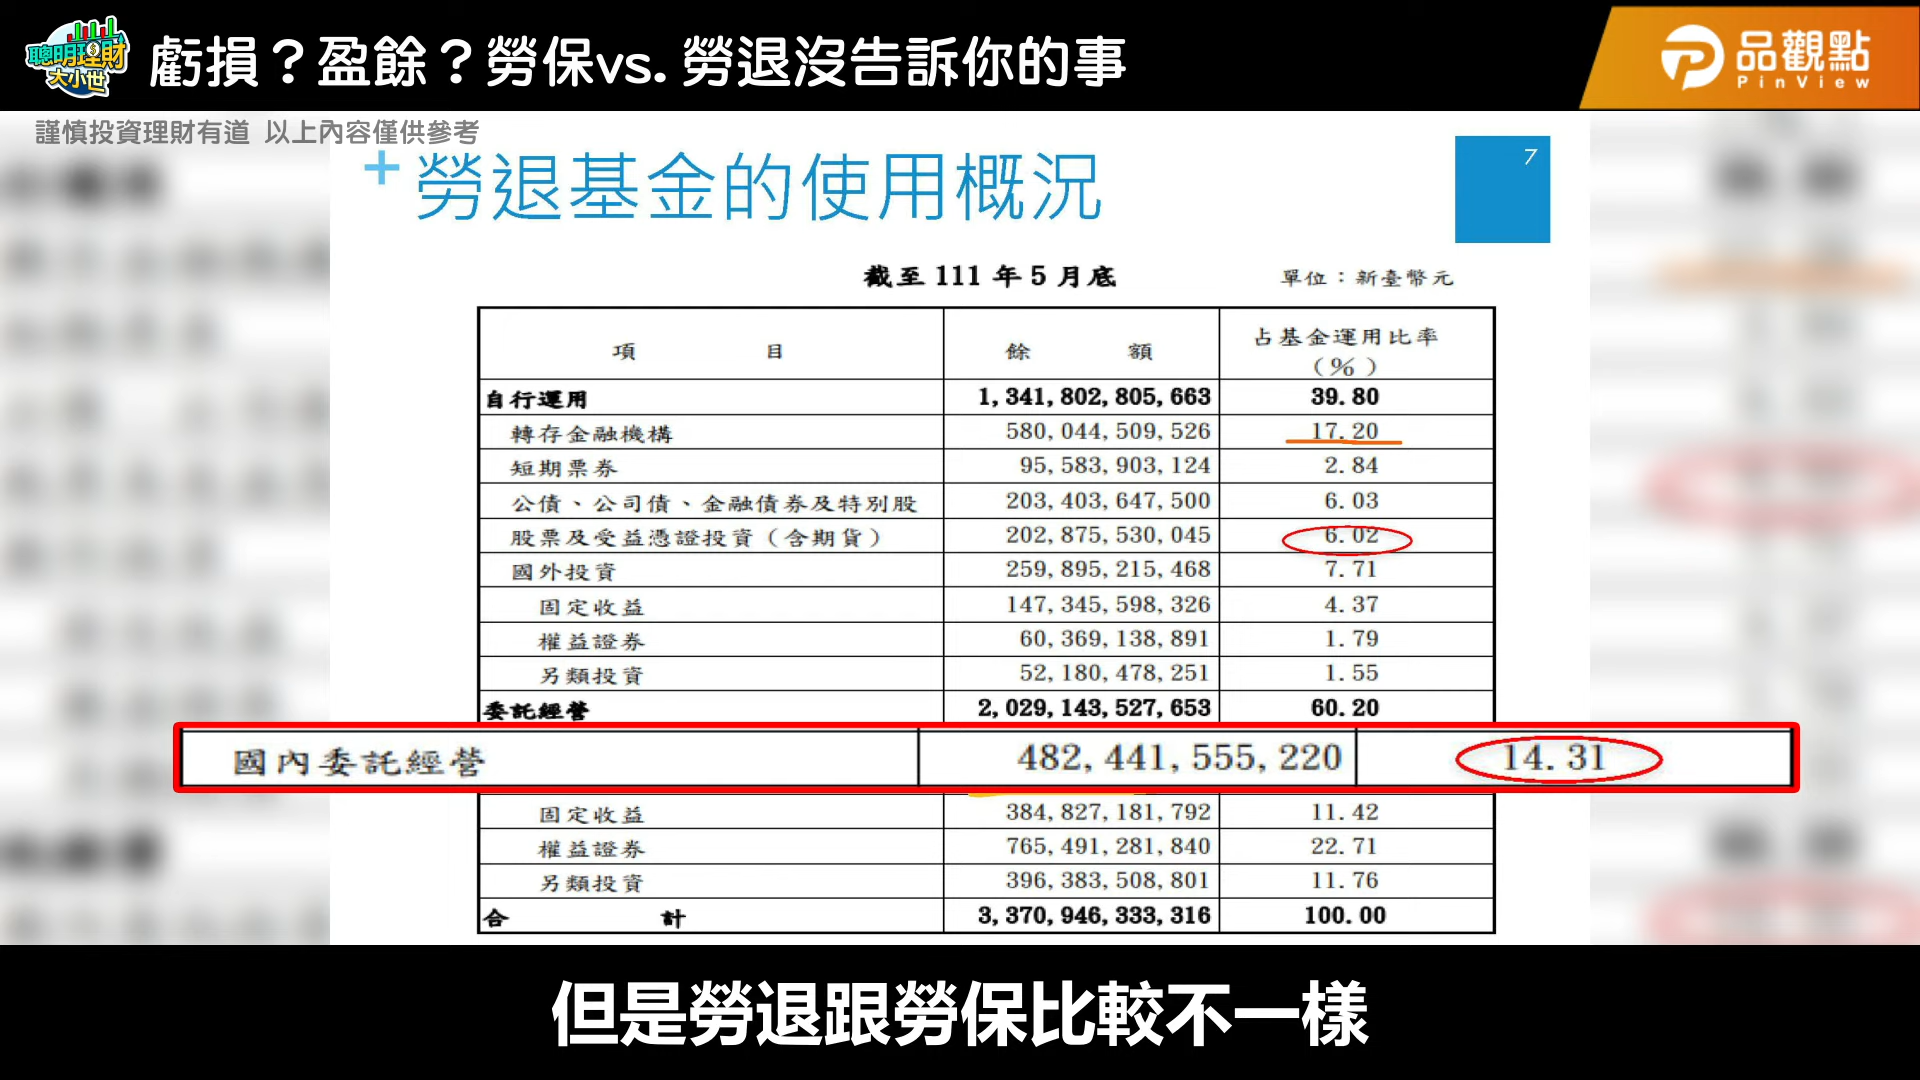 聰明理財
大小世
虧損？盈餘？勞保vs.勞退沒告訴你的事
品觀點
PinView
謹慎投資理財有道 以上內容僅供參考
+ 勞退基金的使用概況
7
截至 111 年 5 月底
單位：新臺幣元
項 目 餘 額 占基金運用比率（%）
自行運用 1,341,802,805,663 39.80
轉存金融機構 580,044,509,526 17.20
短期票券 95,583,903,124 2.84
公債、公司債、金融債券及特別股 203,403,647,500 6.03
股票及受益憑證投資（含期貨） 202,875,530,045 6.02
國外投資 259,895,215,468 7.71
固定收益 147,345,598,326 4.37
權益證券 60,369,138,891 1.79
另類投資 52,180,478,251 1.55
委託經營 2,029,143,527,653 60.20
國內委託經營 482,441,555,220 14.31
固定收益 384,827,181,792 11.42
權益證券 765,491,281,840 22.71
另類投資 396,383,508,801 11.76
合 計 3,370,946,333,316 100.00
但是勞退跟勞保比較不一樣